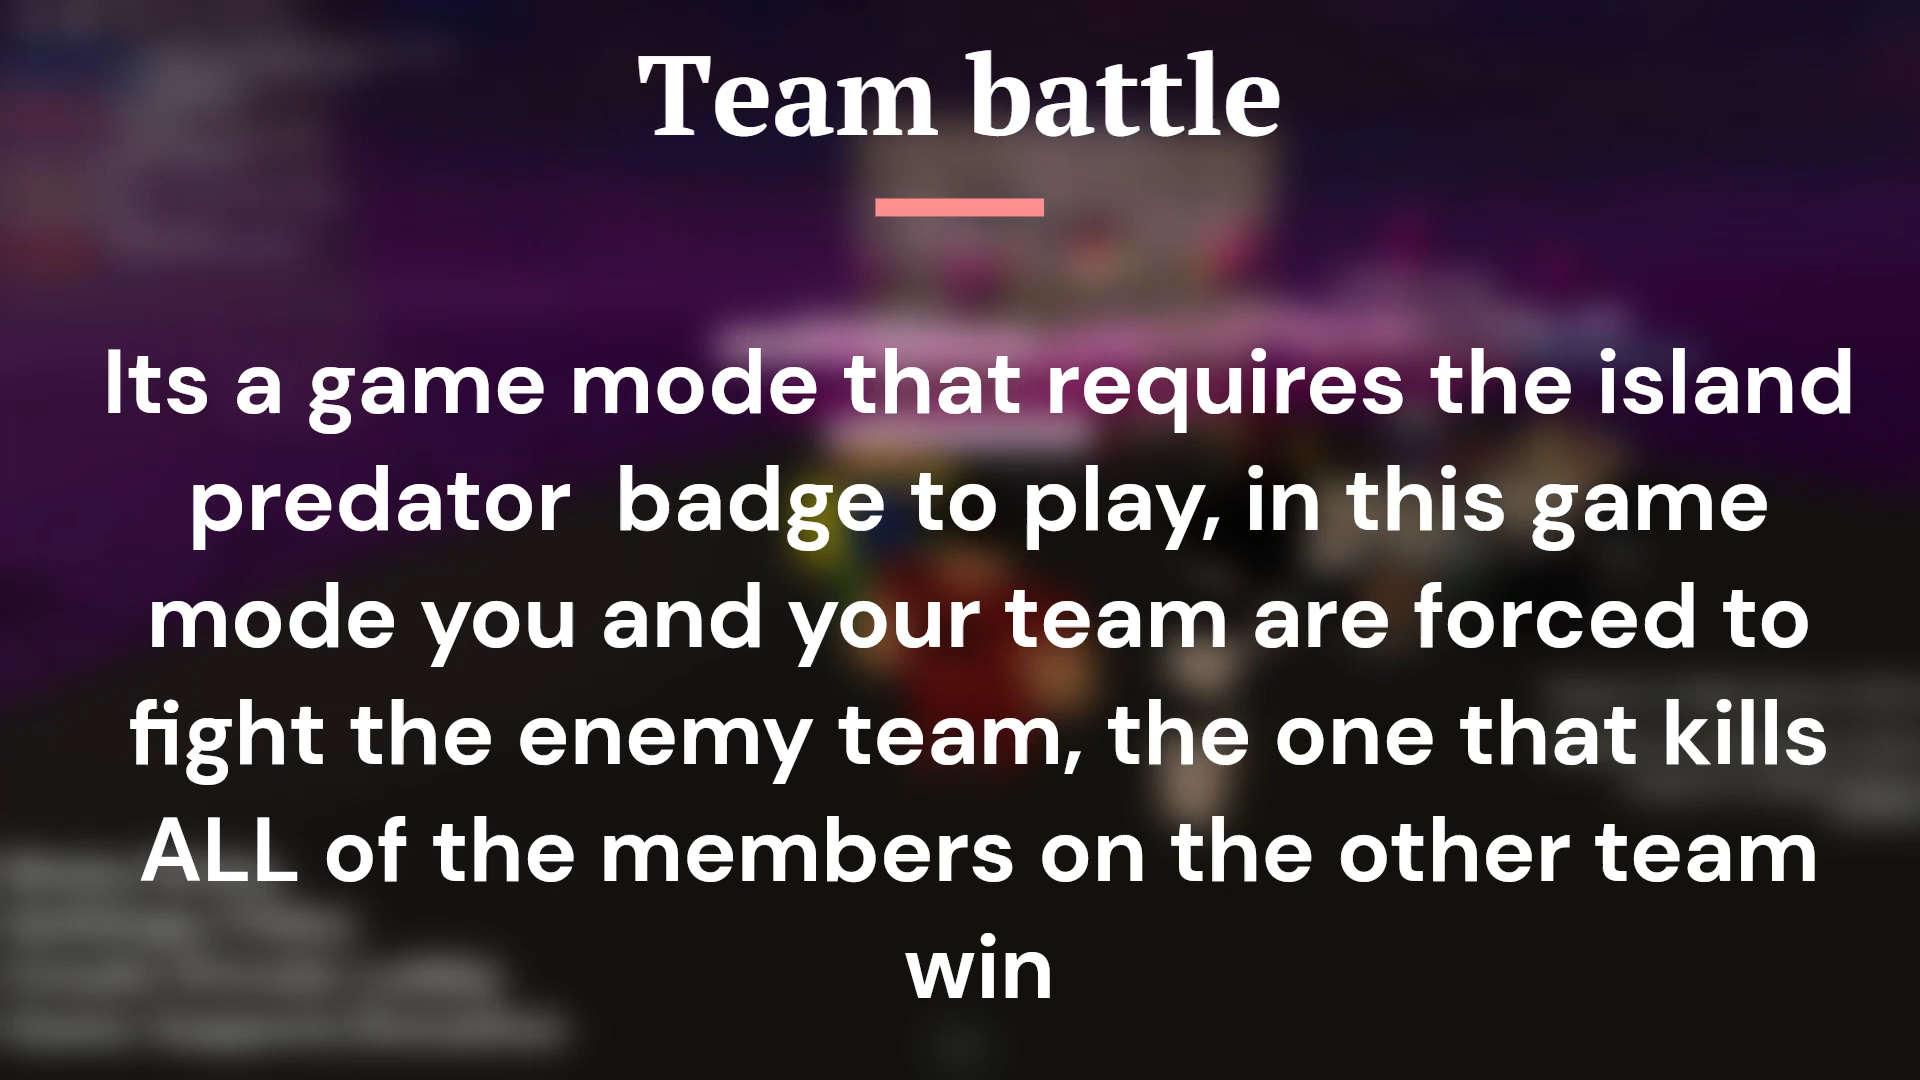 Team battle
Its a game mode that requires the island
predator  badge to play, in this game
mode you and your team are forced to
fight the enemy team, the one that kills
ALL of the members on the other team
win